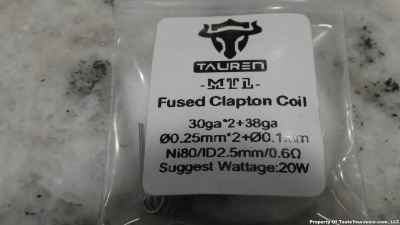 TAUREN
-MTL-
Fused Clapton Coil
30ga*2+38ga
Ø0.25mm*2+Ø0.1mm
Ni80/ID2.5mm/0.6Ω
Suggest Wattage:20W
Property Of TasteYourJuice.com